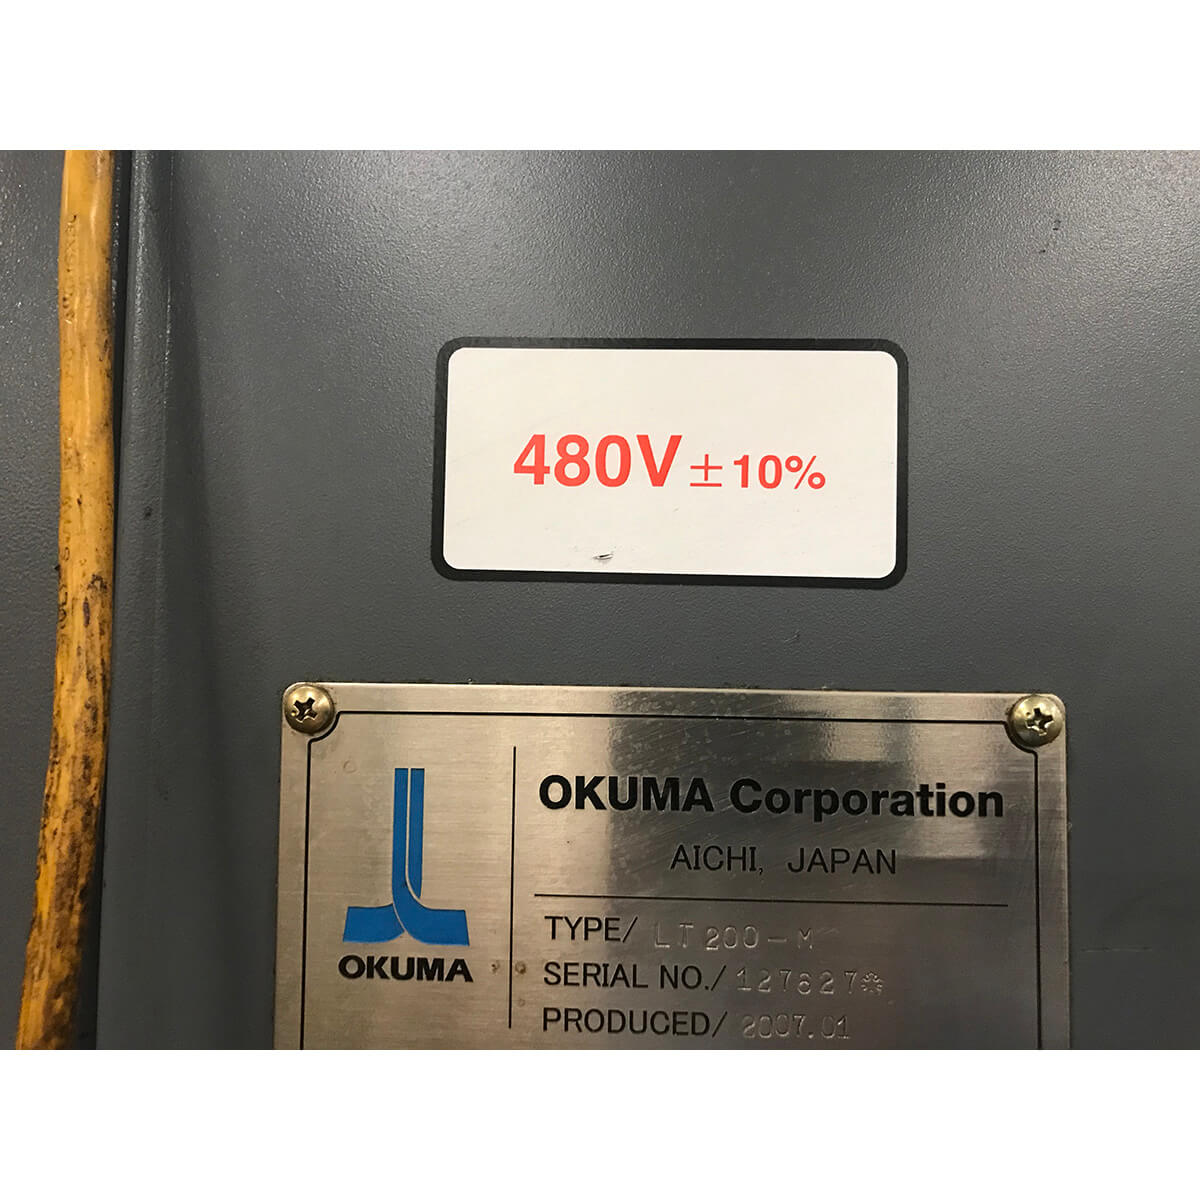 480V ± 10%
OKUMA Corporation
AICHI, JAPAN
OKUMA
TYPE/ LT200-M
SERIAL NO./ 127627*
PRODUCED/ 2007.01